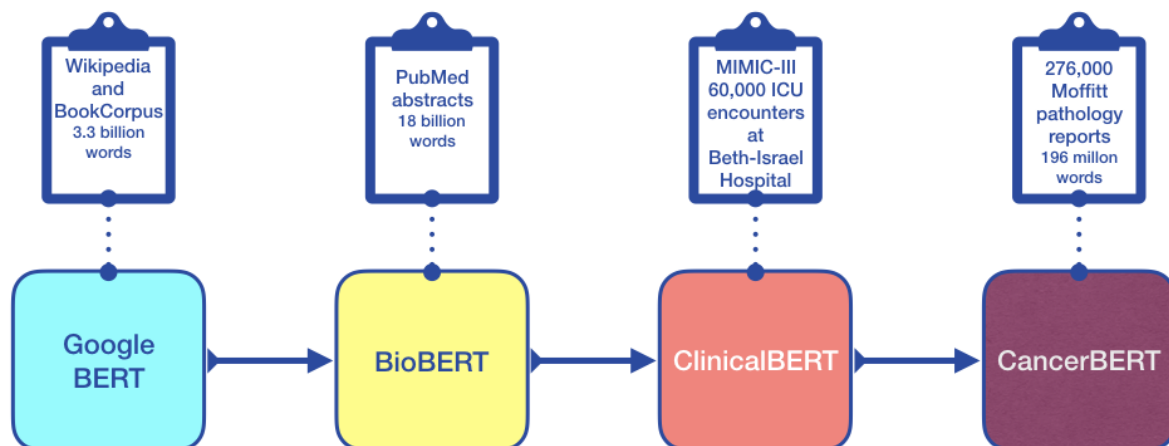 Wikipedia
and
BookCorpus
3.3 billion
words
PubMed
abstracts
18 billion
words
MIMIC-III
60,000 ICU
encounters
at
Beth-Israel
Hospital
276,000
Moffitt
pathology
reports
196 millon
words
Google
BERT
BioBERT
ClinicalBERT
CancerBERT